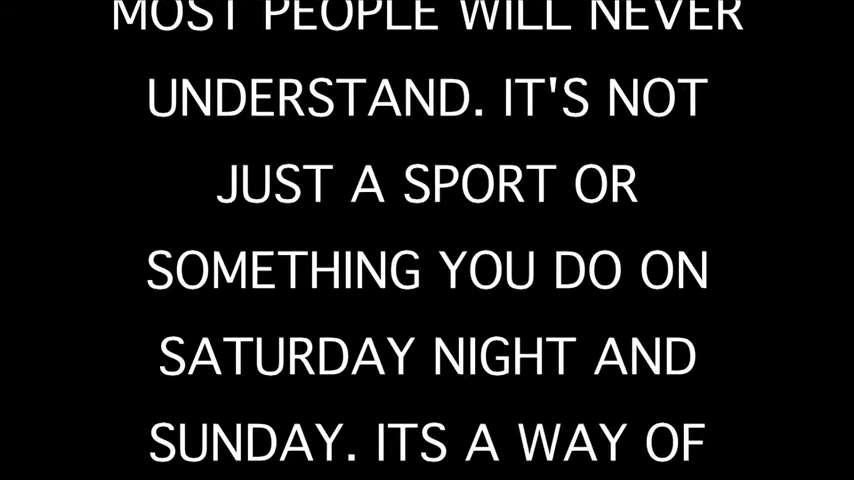 MOST PEOPLE WILL NEVER
UNDERSTAND. IT'S NOT
JUST A SPORT OR
SOMETHING YOU DO ON
SATURDAY NIGHT AND
SUNDAY. ITS A WAY OF